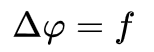 Δφ = f